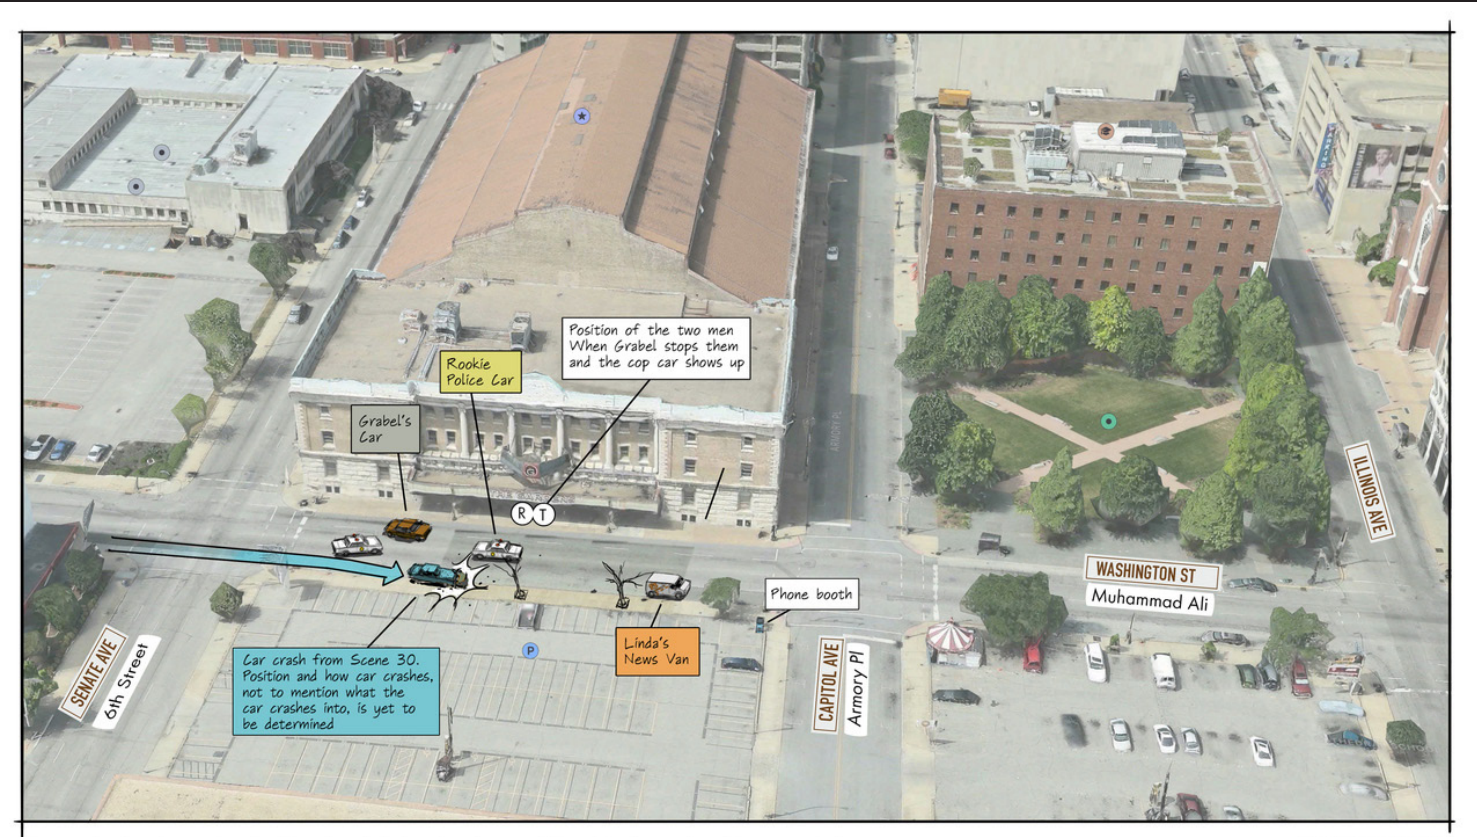 PARKING
Position of the two men
When Grabel stops them
and the cop car shows up
Rookie
Police Car
Grabel's
Car
ARMORY PL
R T
ILLINOIS AVE
WASHINGTON ST
Muhammad Ali
Phone booth
Linda's
News Van
P
SENATE AVE
6th Street
CAPITOL AVE
Armory Pl
Car crash from Scene 30.
Position and how car crashes,
not to mention what the
car crashes into, is yet to
be determined